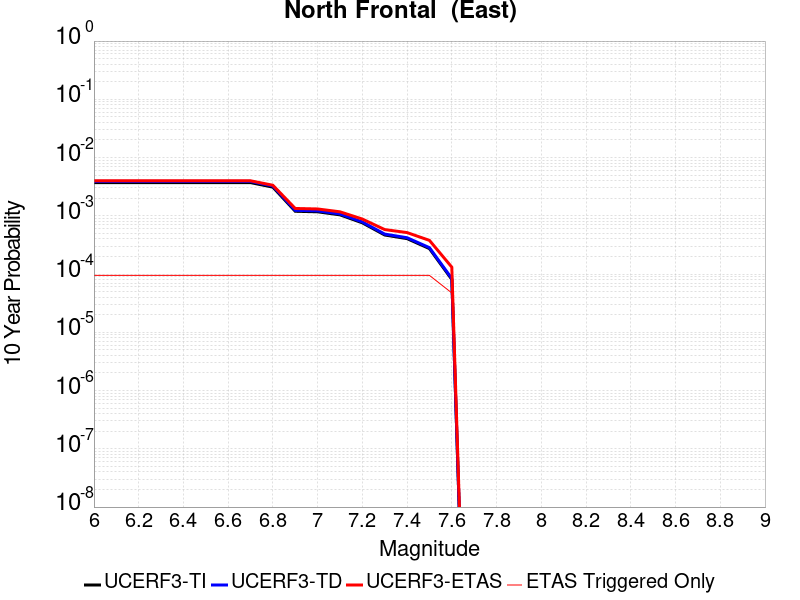 North Frontal  (East)
10 0
10 -1
10 -2
10 -3
10 -4
10 -5
10 -6
10 -7
10 -8
10 Year Probability
6 6.2 6.4 6.6 6.8 7 7.2 7.4 7.6 7.8 8 8.2 8.4 8.6 8.8 9
Magnitude
UCERF3-TI UCERF3-TD UCERF3-ETAS ETAS Triggered Only